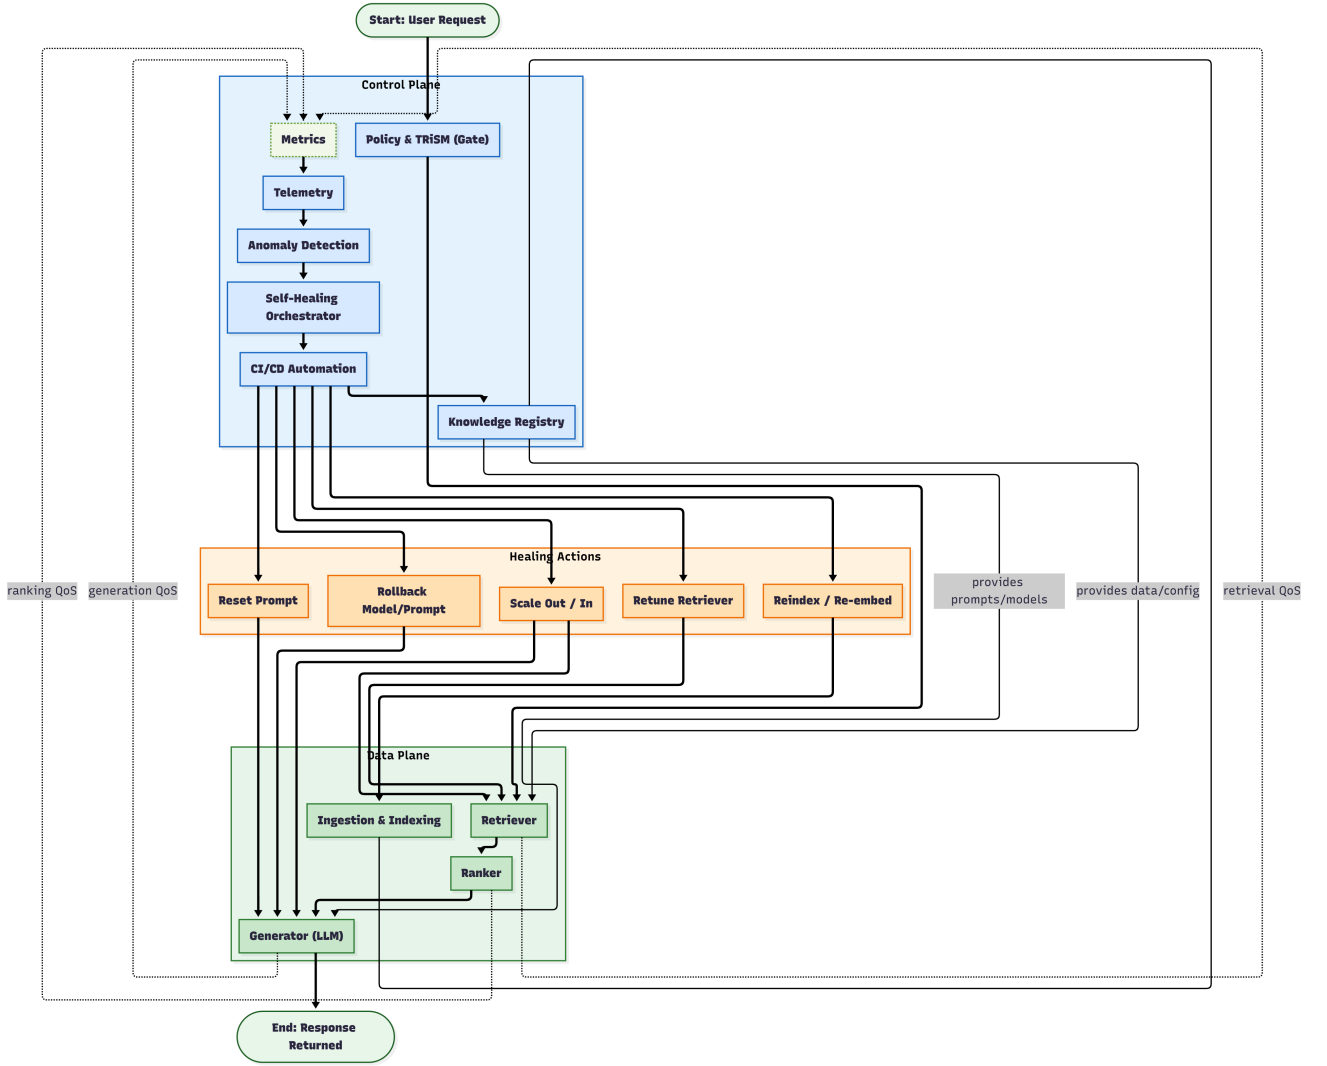 Start: User Request
Control Plane
Metrics
Policy & TRiSM (Gate)
Telemetry
Anomaly Detection
Self-Healing
Orchestrator
CI/CD Automation
Knowledge Registry
Healing Actions
Reset Prompt
Rollback
Model/Prompt
Scale Out / In
Retune Retriever
Reindex / Re-embed
ranking QoS
generation QoS
provides
prompts/models
provides data/config
retrieval QoS
Data Plane
Ingestion & Indexing
Retriever
Ranker
Generator (LLM)
End: Response
Returned